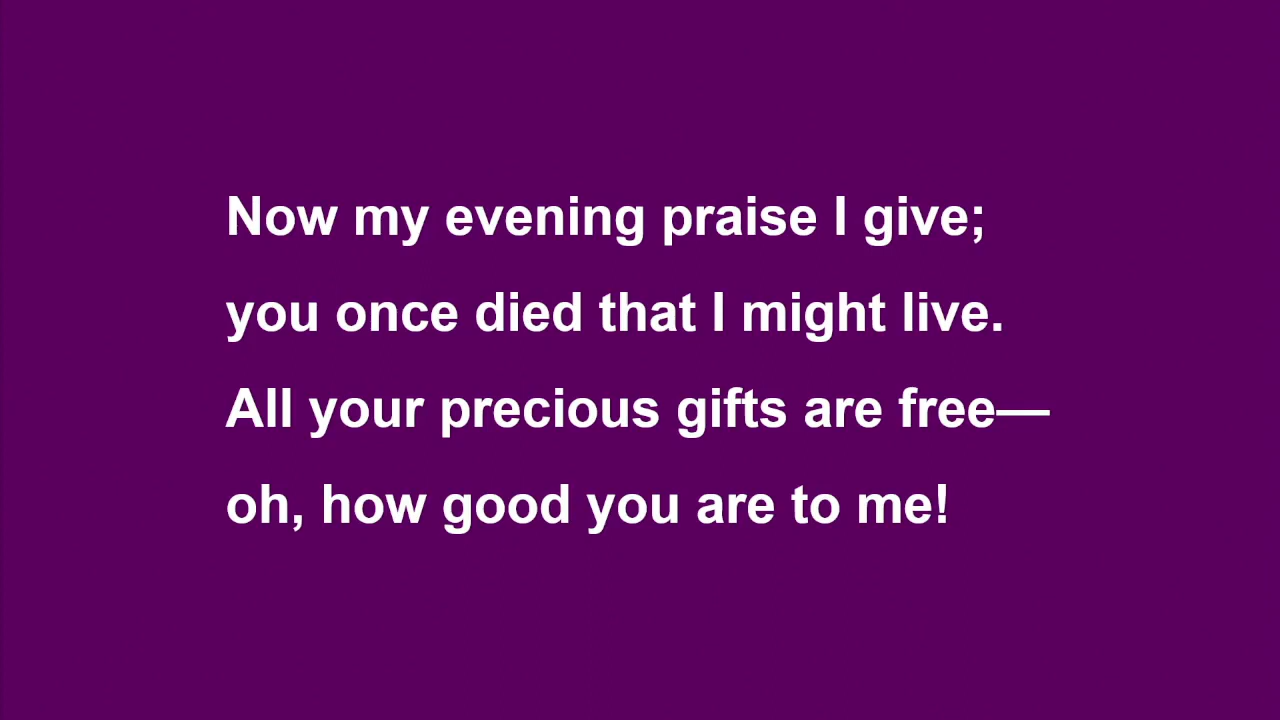 Now my evening praise I give;
you once died that I might live.
All your precious gifts are free—
oh, how good you are to me!